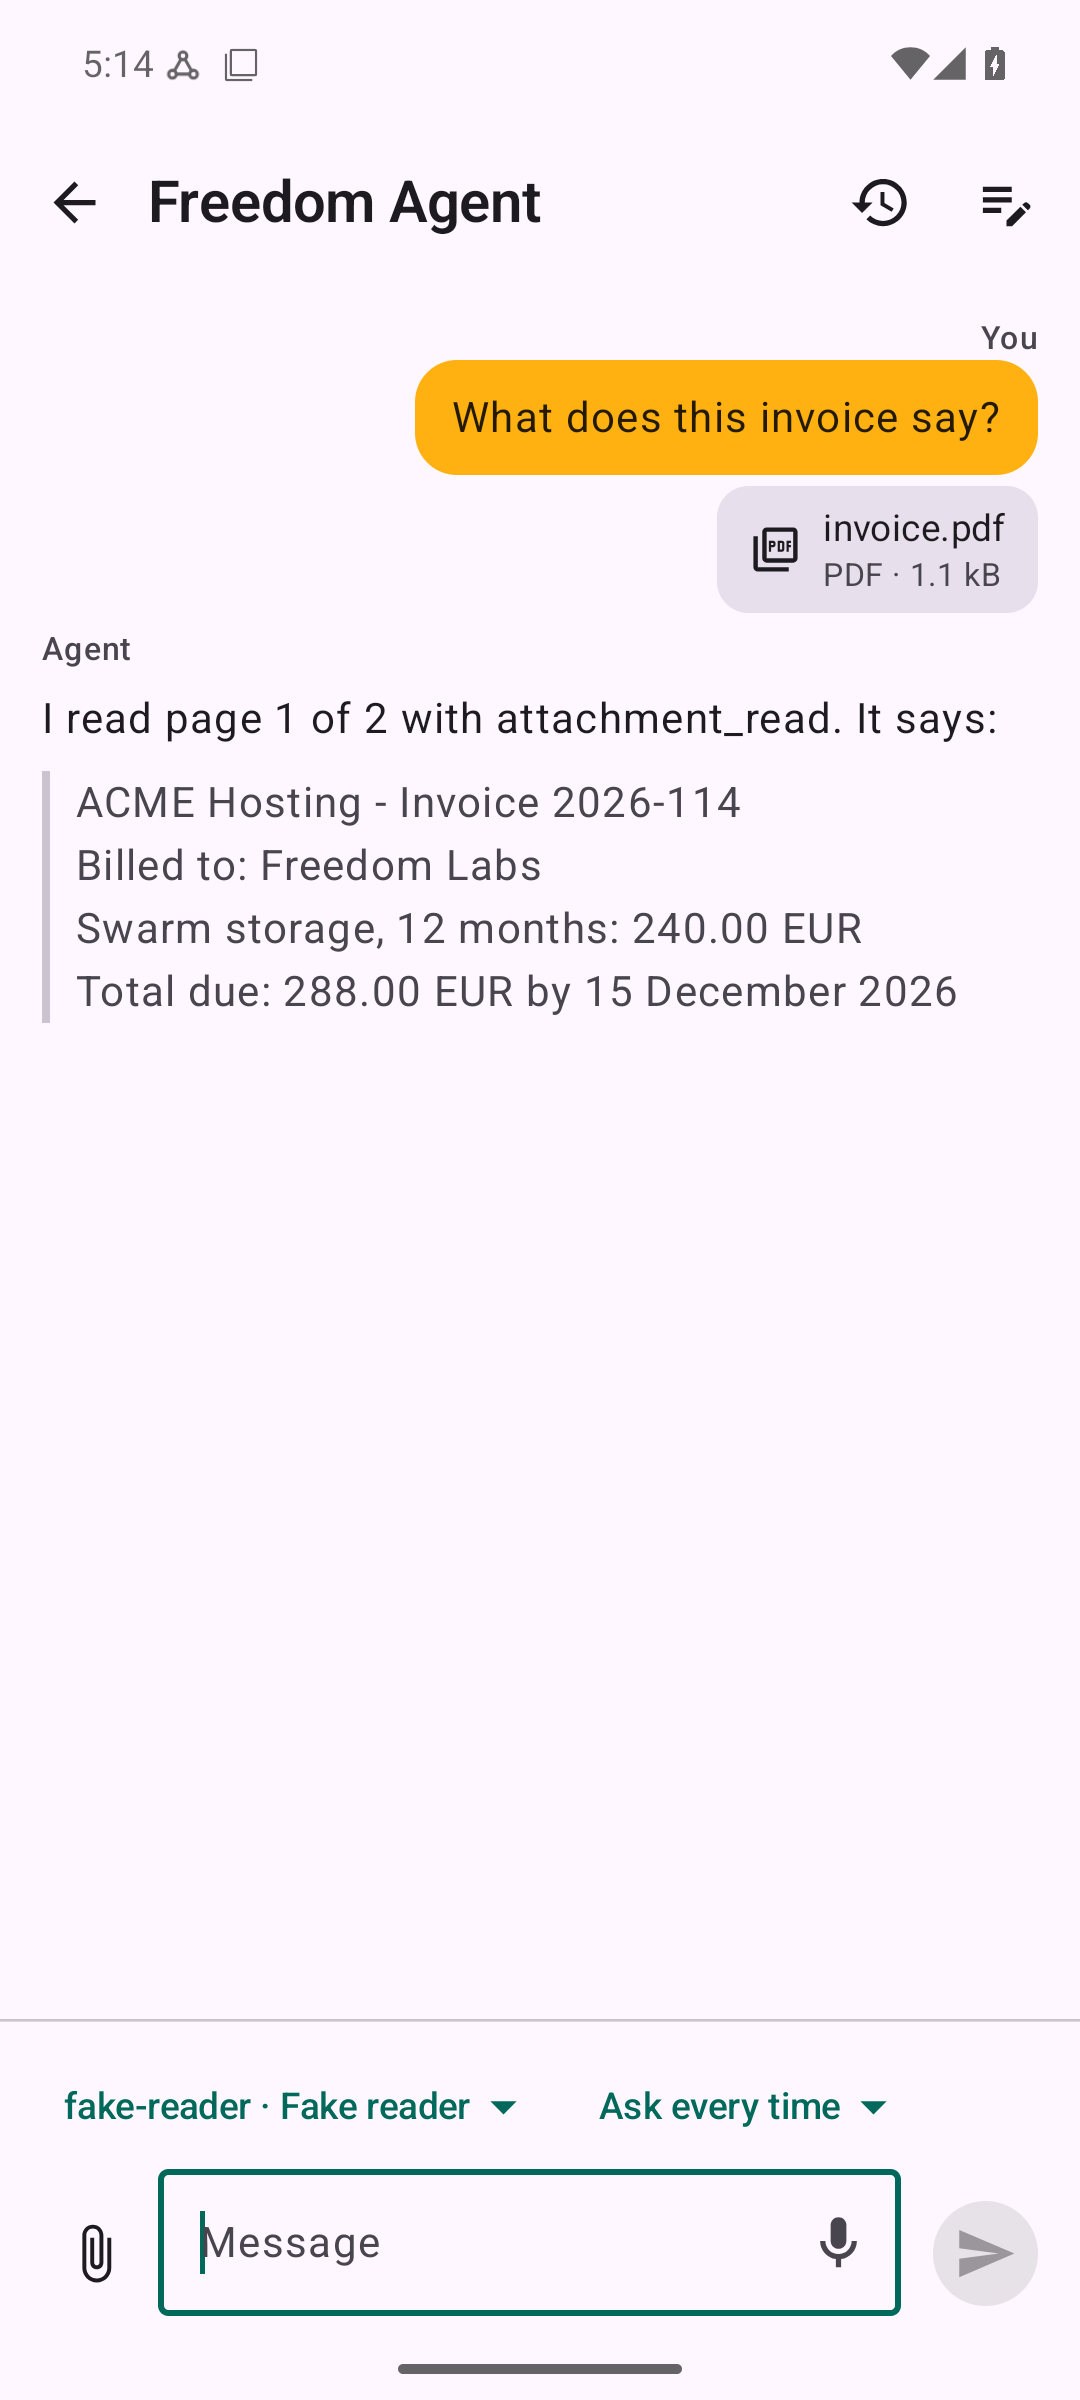 5:14
Freedom Agent
You
What does this invoice say?
PDF
invoice.pdf
PDF · 1.1 kB
Agent
I read page 1 of 2 with attachment_read. It says:
ACME Hosting - Invoice 2026-114
Billed to: Freedom Labs
Swarm storage, 12 months: 240.00 EUR
Total due: 288.00 EUR by 15 December 2026
fake-reader · Fake reader
Ask every time
Message